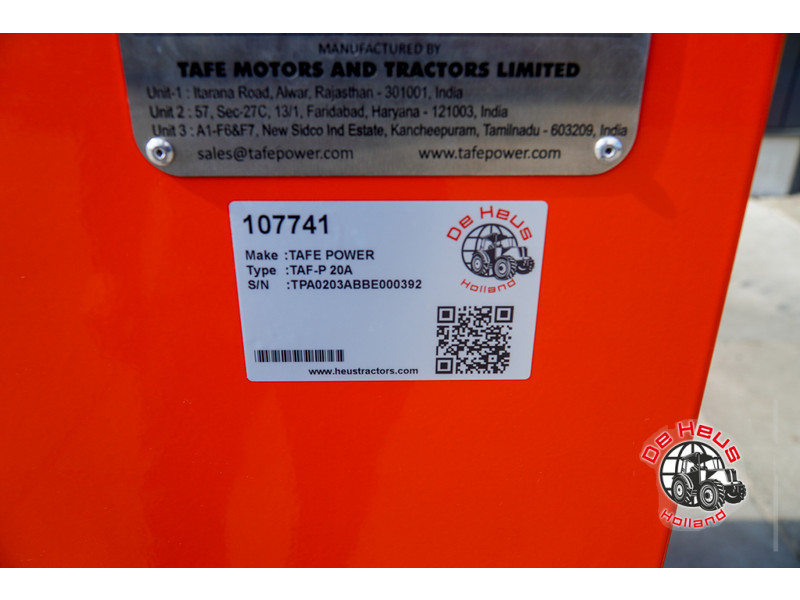 MANUFACTURED BY
TAFE MOTORS AND TRACTORS LIMITED
Unit-1 : Itarana Road, Alwar, Rajasthan - 301001, India
Unit 2 : 57, Sec-27C, 13/1, Faridabad, Haryana - 121003, India
Unit 3 : A1-F6&F7, New Sidco Ind Estate, Kancheepuram, Tamilnadu - 603209, India
sales@tafepower.com www.tafepower.com
107741
Make :TAFE POWER
Type :TAF-P 20A
S/N :TPA0203ABBE000392
www.heustractors.com
De Heus
Holland
De Heus
Holland